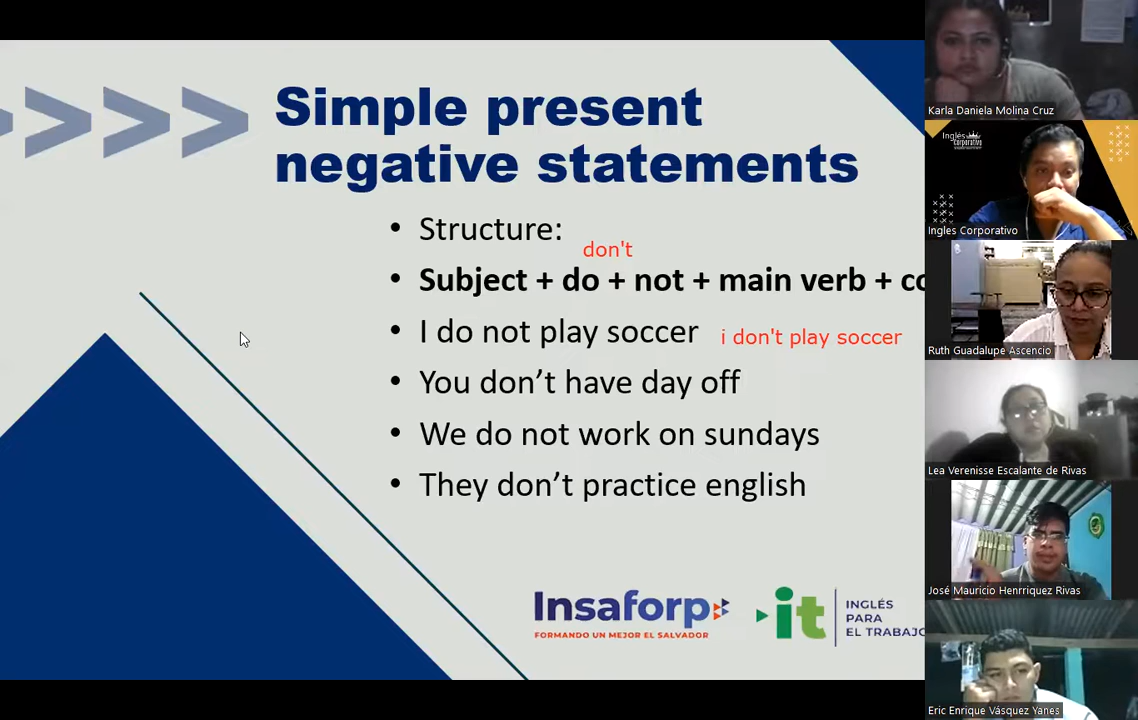 Simple present
negative statements
• Structure:
don't
• Subject + do + not + main verb + co
• I do not play soccer
i don't play soccer
• You don’t have day off
• We do not work on sundays
• They don’t practice english
Insaforp
FORMANDO UN MEJOR EL SALVADOR
it
INGLÉS
PARA
EL TRABAJO
Karla Daniela Molina Cruz
Inglés
corporativo
Ingles Corporativo
Ruth Guadalupe Ascencio
Lea Verenisse Escalante de Rivas
José Mauricio Henrriquez Rivas
Eric Enrique Vásquez Yanes